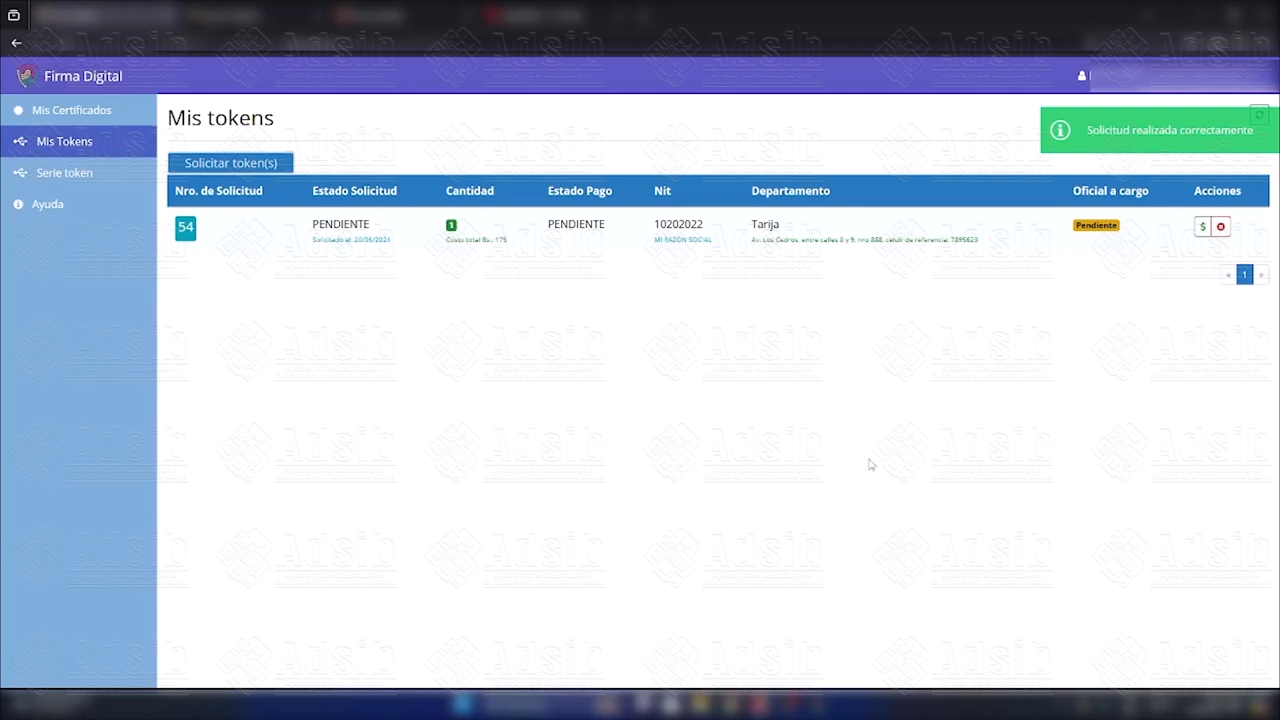 Firma Digital
Mis Certificados
Mis Tokens
Serie token
Ayuda
Mis tokens
Solicitud realizada correctamente
Solicitar token(s)
Nro. de Solicitud Estado Solicitud Cantidad Estado Pago Nit Departamento Oficial a cargo Acciones
54 PENDIENTE 1 PENDIENTE 10202022 Tarija Pendiente $
Solicitado el: 20/06/2024 Costo total Bs.: 175 MI RAZON SOCIAL Av. Los Cedros, entre calles 8 y 9, nro 888, celulr de referencia: 7895623
« 1 »
Adsib